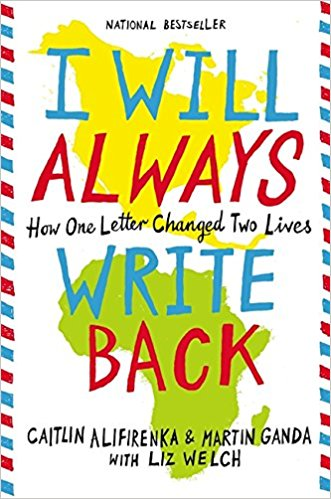 NATIONAL BESTSELLER
I WILL
ALWAYS
How One Letter Changed Two Lives
WRITE
BACK
CAITLIN ALIFIRENKA & MARTIN GANDA
WITH LIZ WELCH